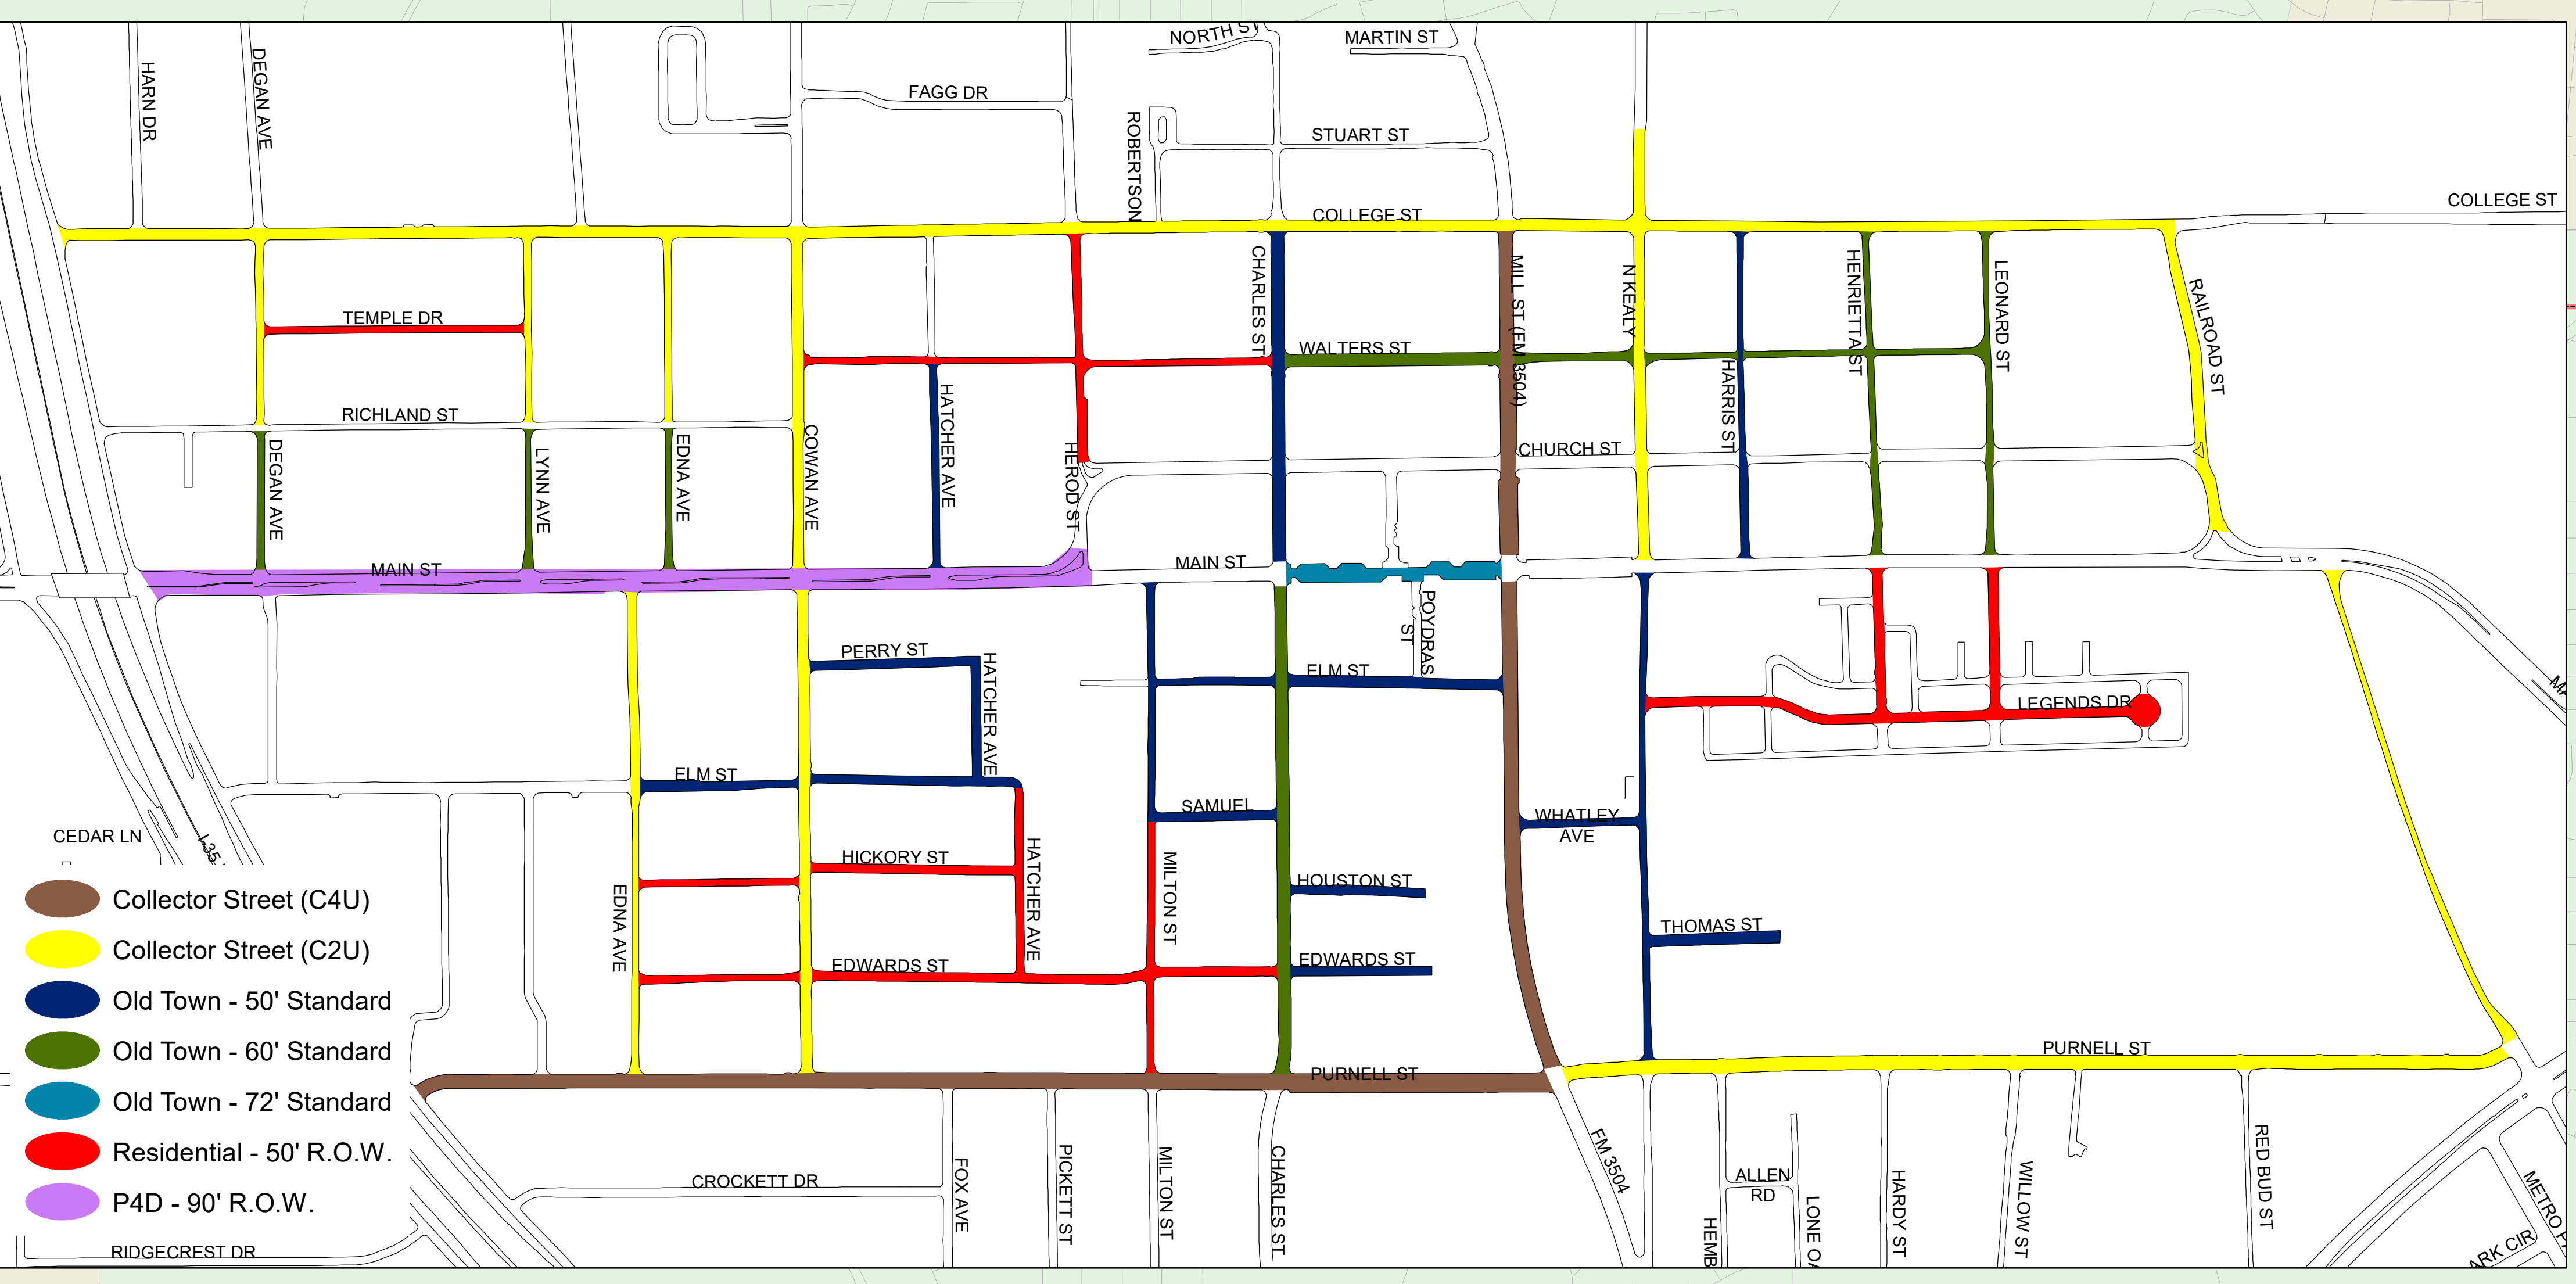 NORTH ST
MARTIN ST
HARN DR
DEGAN AVE
FAGG DR
ROBERTSON
STUART ST
COLLEGE ST
COLLEGE ST
CHARLES ST
MILL ST (FM 3504)
N KEALY
HENRIETTA ST
LEONARD ST
RAILROAD ST
TEMPLE DR
WALTERS ST
HARRIS ST
RICHLAND ST
HATCHER AVE
DEGAN AVE
LYNN AVE
EDNA AVE
COWAN AVE
HEROD ST
CHURCH ST
MAIN ST
MAIN ST
POYDRAS
ST
PERRY ST
HATCHER AVE
ELM ST
LEGENDS DR
ELM ST
SAMUEL
WHATLEY
AVE
CEDAR LN
I-35
HICKORY ST
HATCHER AVE
MILTON ST
EDNA AVE
HOUSTON ST
THOMAS ST
EDWARDS ST
EDWARDS ST
PURNELL ST
PURNELL ST
Collector Street (C4U)
Collector Street (C2U)
Old Town - 50' Standard
Old Town - 60' Standard
Old Town - 72' Standard
Residential - 50' R.O.W.
P4D - 90' R.O.W.
FM 3504
CROCKETT DR
FOX AVE
PICKETT ST
MILTON ST
CHARLES ST
ALLEN
RD
HEMB
LONE OA
HARDY ST
WILLOW ST
RED BUD ST
METRO P
ARK CIR
RIDGECREST DR